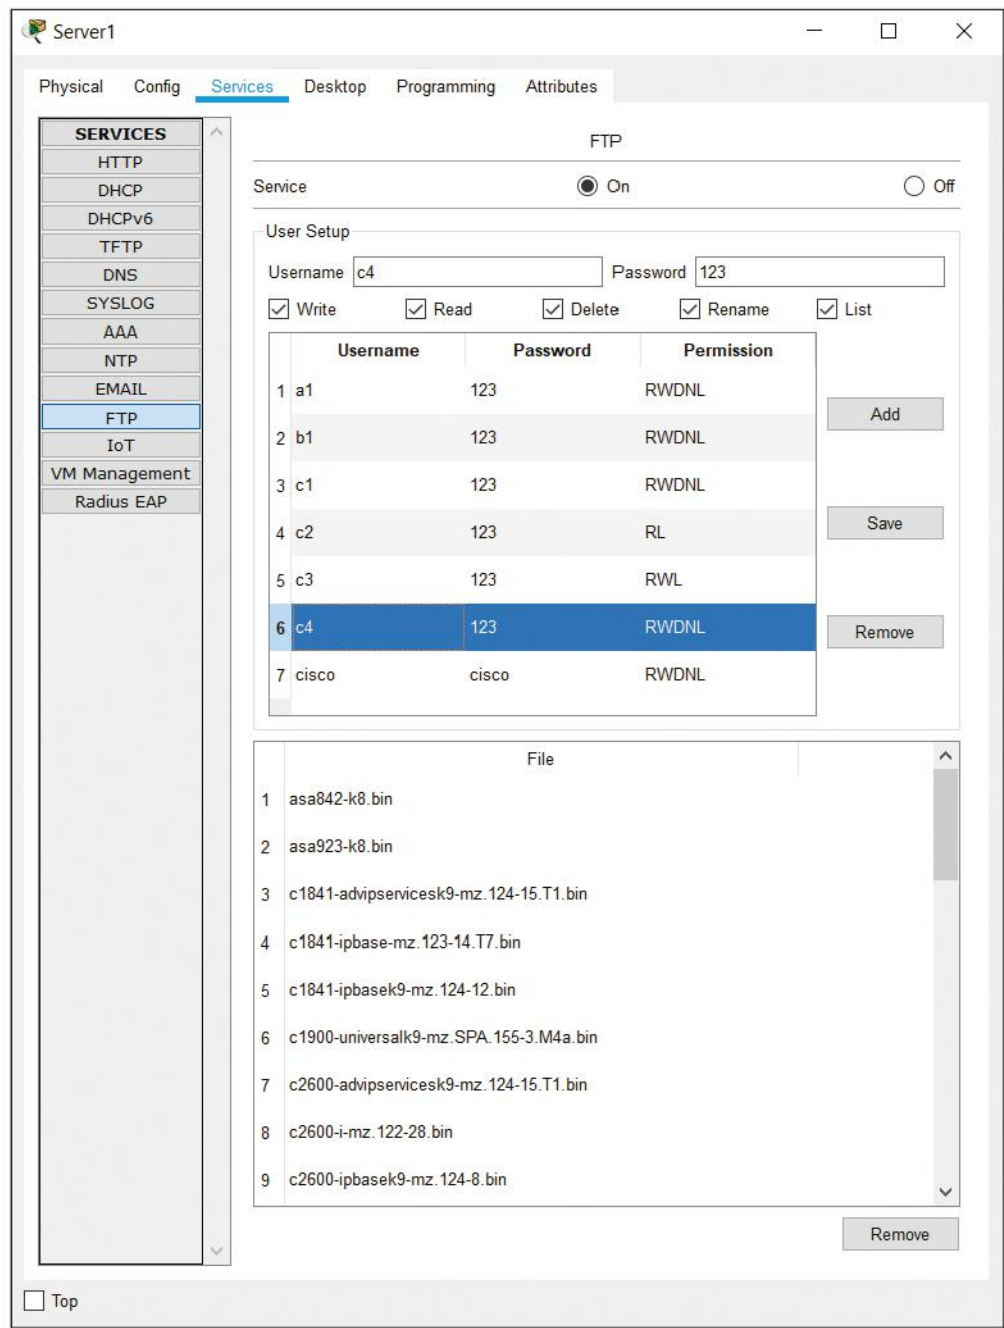 Server1
Physical Config Services Desktop Programming Attributes
SERVICES
HTTP
DHCP
DHCPv6
TFTP
DNS
SYSLOG
AAA
NTP
EMAIL
FTP
IoT
VM Management
Radius EAP
FTP
Service On Off
User Setup
Username c4 Password 123
Write Read Delete Rename List
Username Password Permission
1 a1 123 RWDNL
2 b1 123 RWDNL
3 c1 123 RWDNL
4 c2 123 RL
5 c3 123 RWL
6 c4 123 RWDNL
7 cisco cisco RWDNL
Add
Save
Remove
File
1 asa842-k8.bin
2 asa923-k8.bin
3 c1841-advipservicesk9-mz.124-15.T1.bin
4 c1841-ipbase-mz.123-14.T7.bin
5 c1841-ipbasek9-mz.124-12.bin
6 c1900-universalk9-mz.SPA.155-3.M4a.bin
7 c2600-advipservicesk9-mz.124-15.T1.bin
8 c2600-i-mz.122-28.bin
9 c2600-ipbasek9-mz.124-8.bin
Remove
Top